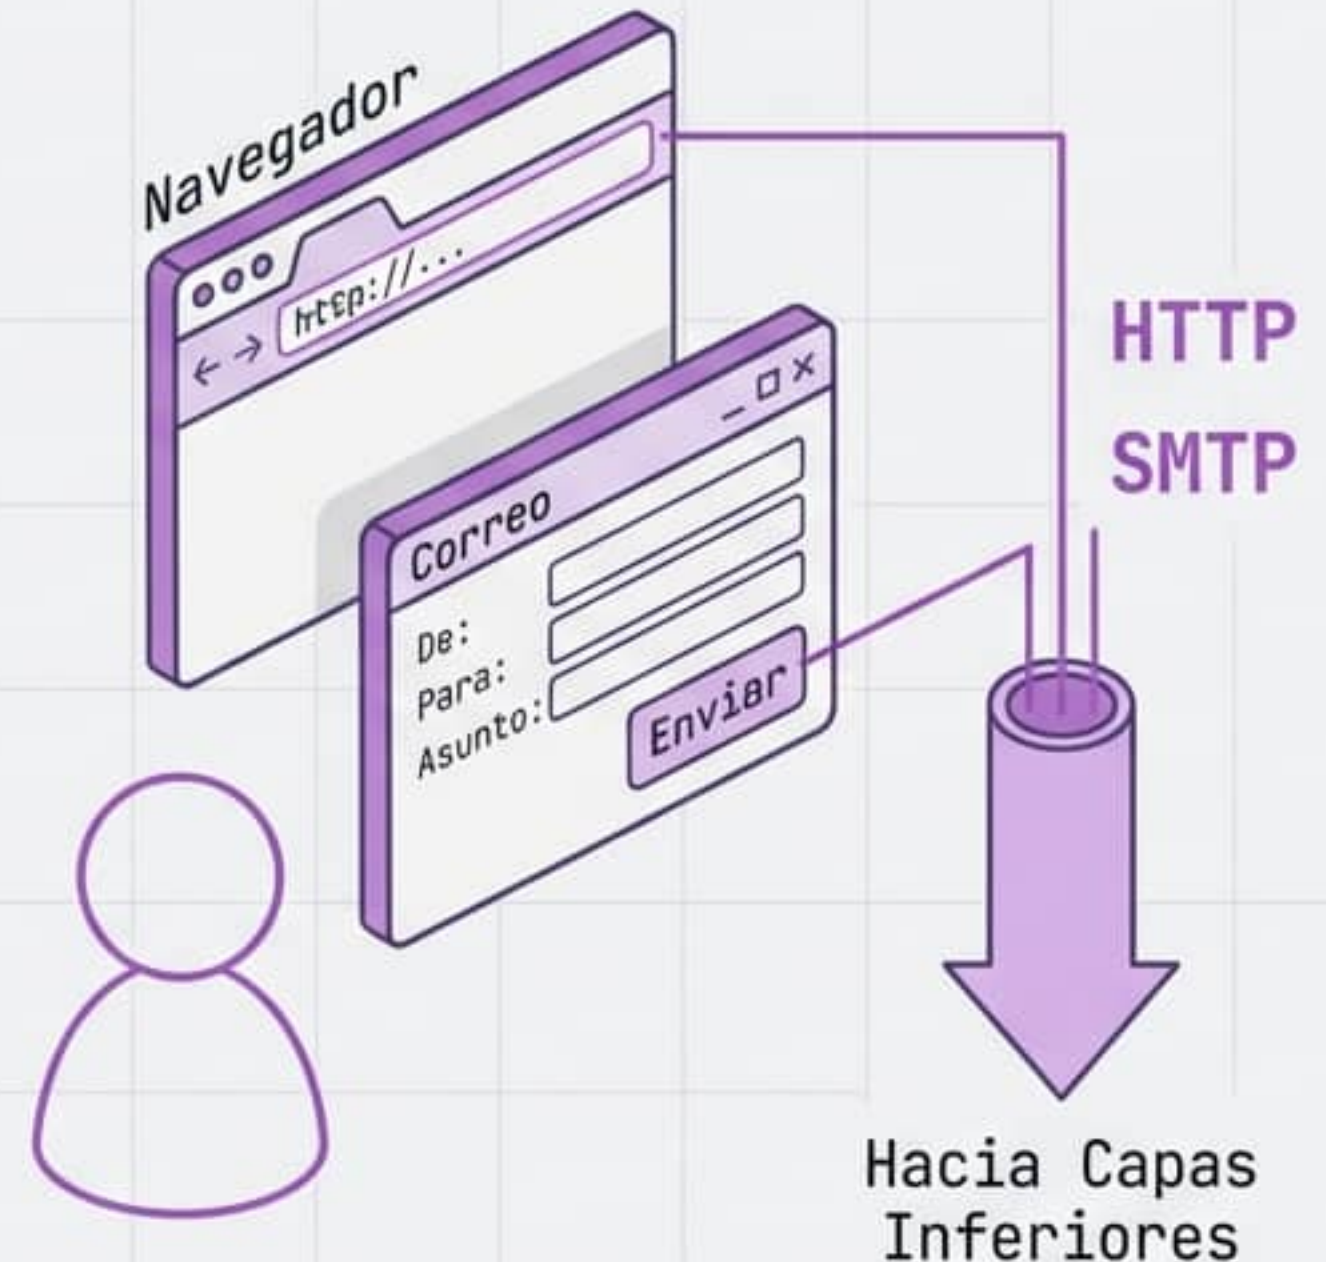 Navegador
http://...
HTTP
SMTP
Correo
De:
Para:
Asunto:
Enviar
Hacia Capas
Inferiores